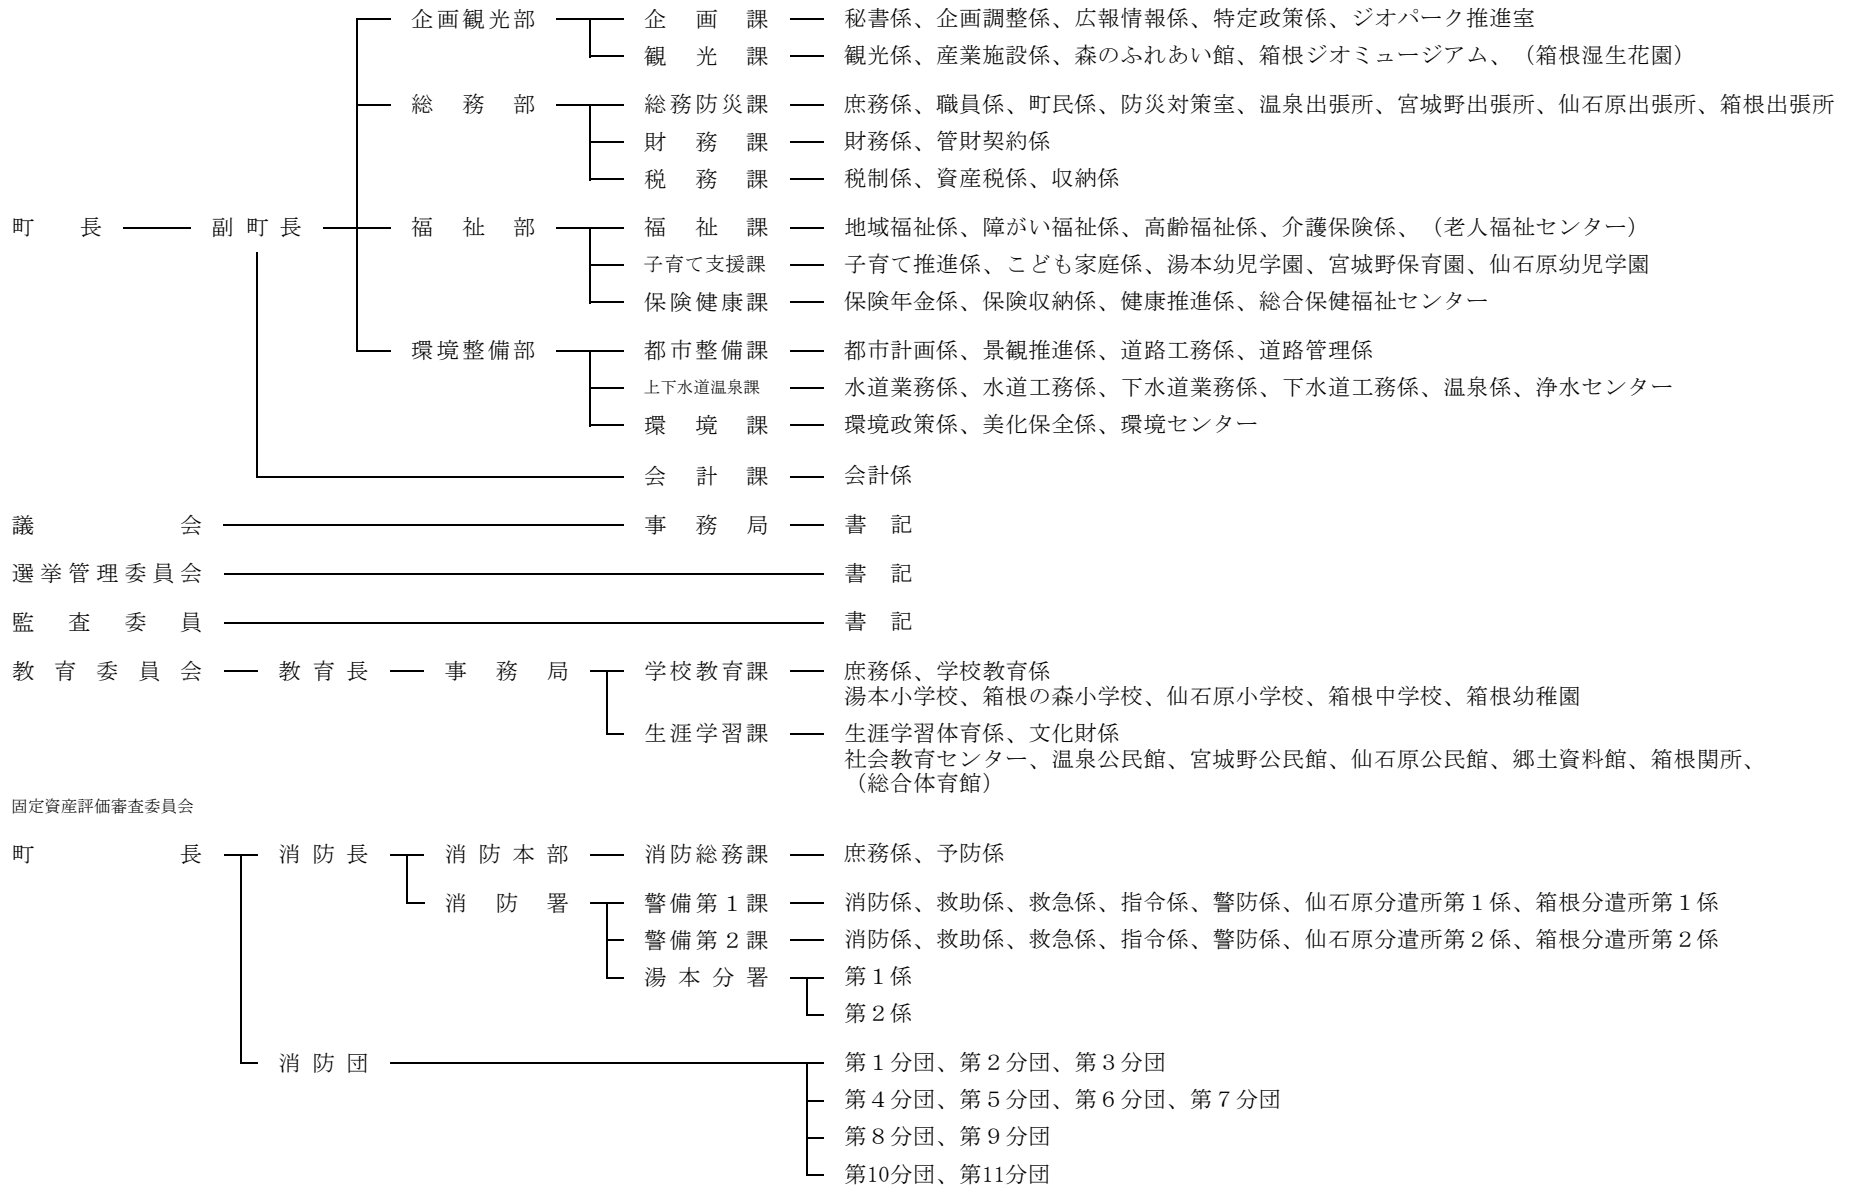 企画観光部 企画課 秘書係、企画調整係、広報情報係、特定政策係、ジオパーク推進室
観光課 観光係、産業施設係、森のふれあい館、箱根ジオミュージアム、（箱根湿生花園）
総務部 総務防災課 庶務係、職員係、町民係、防災対策室、温泉出張所、宮城野出張所、仙石原出張所、箱根出張所
財務課 財務係、管財契約係
税務課 税制係、資産税係、収納係
町長 副町長 福祉部 福祉課 地域福祉係、障がい福祉係、高齢福祉係、介護保険係、（老人福祉センター）
子育て支援課 子育て推進係、こども家庭係、湯本幼児学園、宮城野保育園、仙石原幼児学園
保険健康課 保険年金係、保険収納係、健康推進係、総合保健福祉センター
環境整備部 都市整備課 都市計画係、景観推進係、道路工務係、道路管理係
上下水道温泉課 水道業務係、水道工務係、下水道業務係、下水道工務係、温泉係、浄水センター
環境課 環境政策係、美化保全係、環境センター
会計課 会計係
議会 事務局 書記
選挙管理委員会 書記
監査委員 書記
教育委員会 教育長 事務局 学校教育課 庶務係、学校教育係
湯本小学校、箱根の森小学校、仙石原小学校、箱根中学校、箱根幼稚園
生涯学習課 生涯学習体育係、文化財係
社会教育センター、温泉公民館、宮城野公民館、仙石原公民館、郷土資料館、箱根関所、
（総合体育館）
固定資産評価審査委員会
町長 消防長 消防本部 消防総務課 庶務係、予防係
消防署 警備第１課 消防係、救助係、救急係、指令係、警防係、仙石原分遣所第１係、箱根分遣所第１係
警備第２課 消防係、救助係、救急係、指令係、警防係、仙石原分遣所第２係、箱根分遣所第２係
湯本分署 第１係
第２係
消防団 第１分団、第２分団、第３分団
第４分団、第５分団、第６分団、第７分団
第８分団、第９分団
第10分団、第11分団